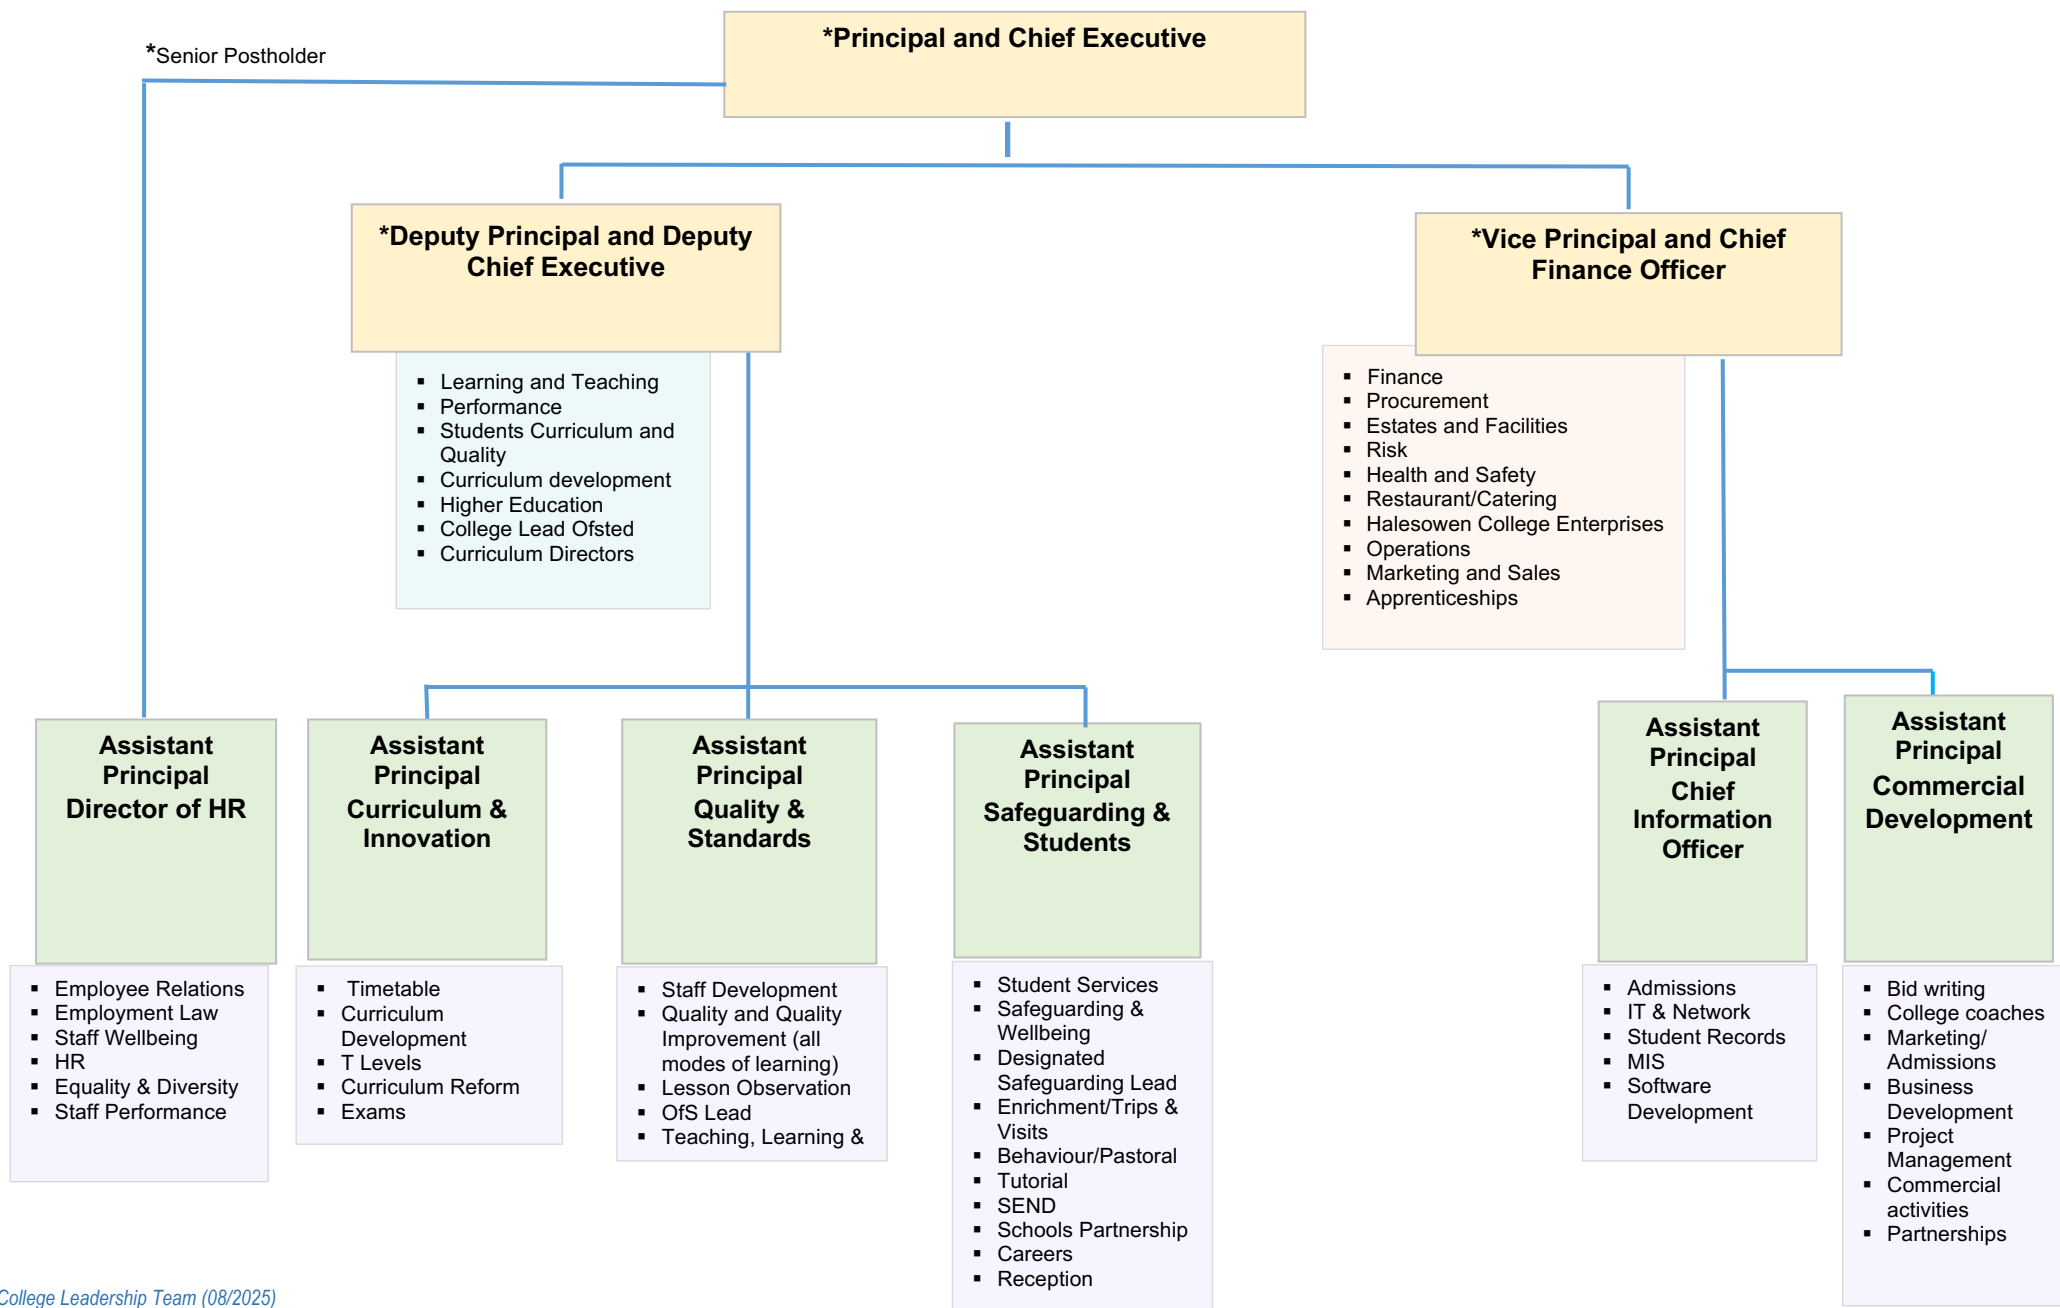 *Principal and Chief Executive
*Senior Postholder
*Deputy Principal and Deputy
Chief Executive
*Vice Principal and Chief
Finance Officer
▪ Learning and Teaching
▪ Performance
▪ Students Curriculum and
Quality
▪ Curriculum development
▪ Higher Education
▪ College Lead Ofsted
▪ Curriculum Directors
▪ Finance
▪ Procurement
▪ Estates and Facilities
▪ Risk
▪ Health and Safety
▪ Restaurant/Catering
▪ Halesowen College Enterprises
▪ Operations
▪ Marketing and Sales
▪ Apprenticeships
Assistant
Principal
Director of HR
▪ Employee Relations
▪ Employment Law
▪ Staff Wellbeing
▪ HR
▪ Equality & Diversity
▪ Staff Performance
Assistant
Principal
Curriculum &
Innovation
▪ Timetable
▪ Curriculum
Development
▪ T Levels
▪ Curriculum Reform
▪ Exams
Assistant
Principal
Quality &
Standards
▪ Staff Development
▪ Quality and Quality
Improvement (all
modes of learning)
▪ Lesson Observation
▪ OfS Lead
▪ Teaching, Learning &
Assistant
Principal
Safeguarding &
Students
▪ Student Services
▪ Safeguarding &
Wellbeing
▪ Designated
Safeguarding Lead
▪ Enrichment/Trips &
Visits
▪ Behaviour/Pastoral
▪ Tutorial
▪ SEND
▪ Schools Partnership
▪ Careers
▪ Reception
Assistant
Principal
Chief
Information
Officer
▪ Admissions
▪ IT & Network
▪ Student Records
▪ MIS
▪ Software
Development
Assistant
Principal
Commercial
Development
▪ Bid writing
▪ College coaches
▪ Marketing/
Admissions
▪ Business
Development
▪ Project
Management
▪ Commercial
activities
▪ Partnerships
College Leadership Team (08/2025)